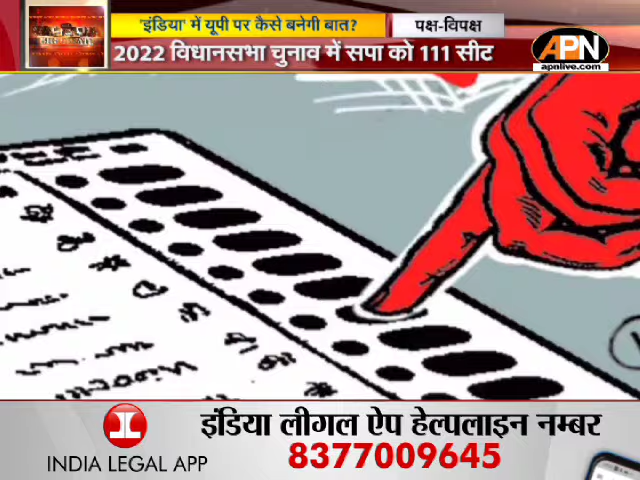 'इंडिया' में यूपी पर कैसे बनेगी बात?
पक्ष-विपक्ष
2022 विधानसभा चुनाव में सपा को 111 सीट
APN
apnlive.com
इंडिया लीगल ऐप हेल्पलाइन नम्बर
INDIA LEGAL APP
8377009645